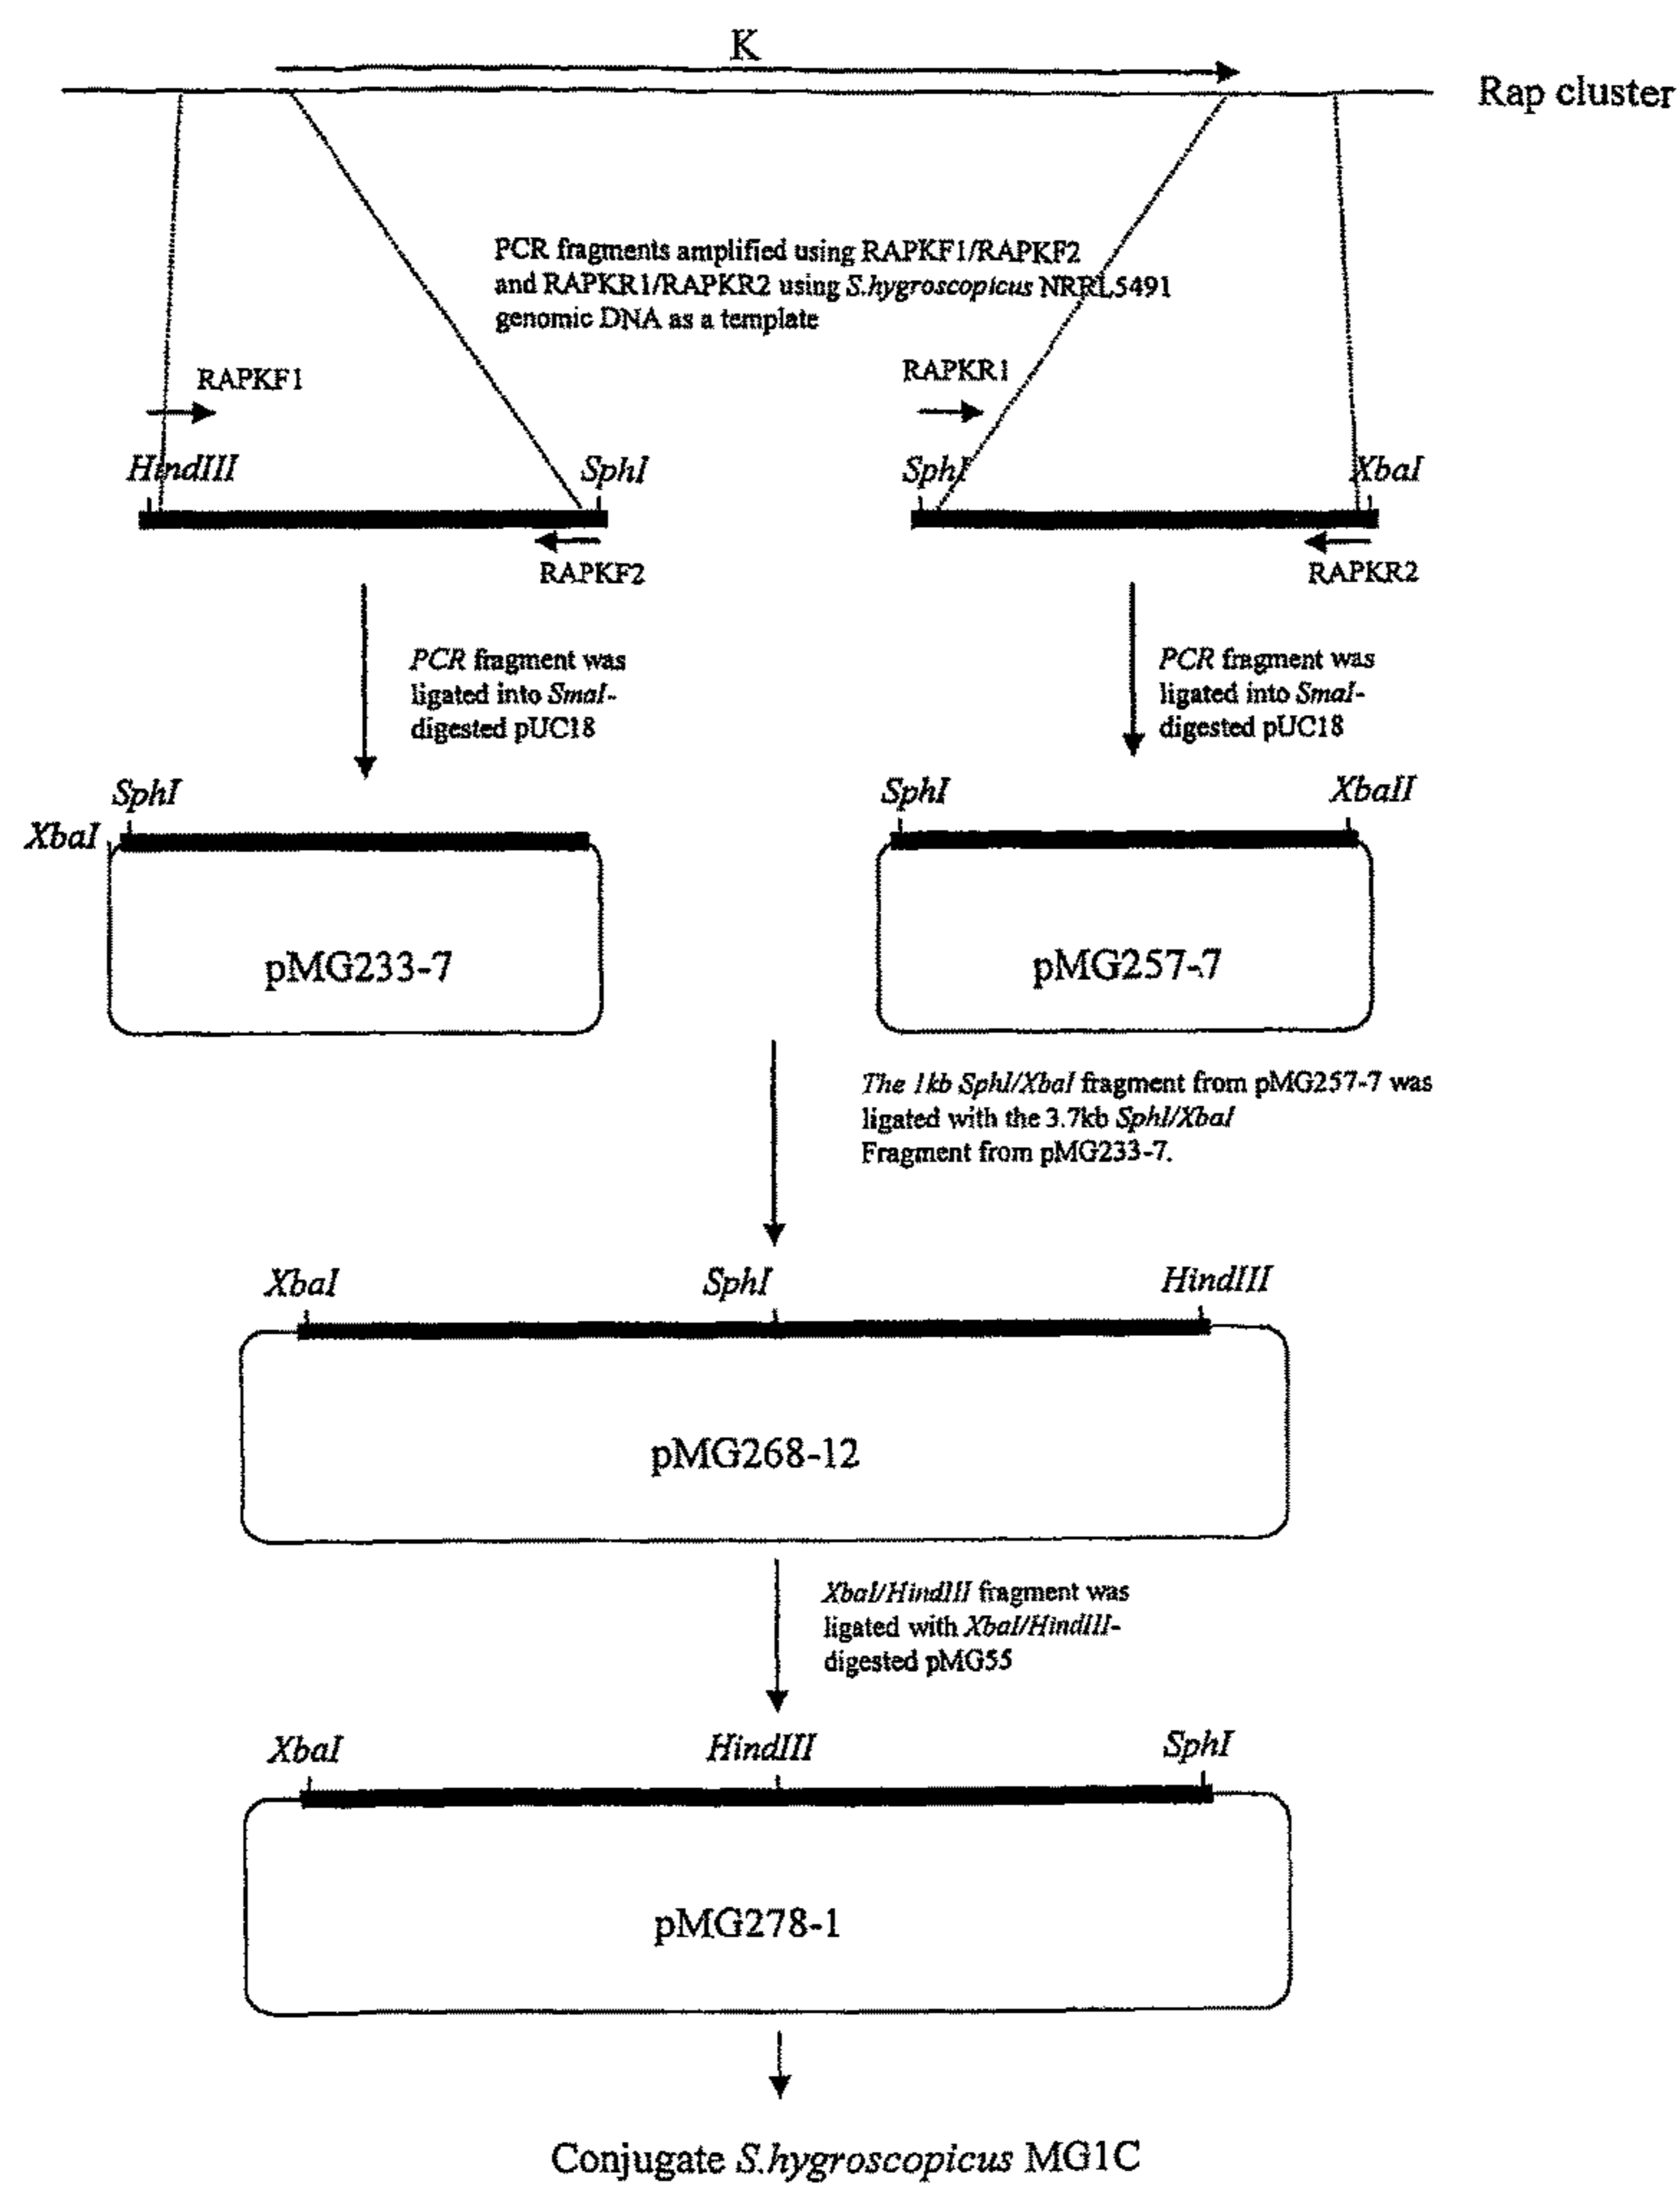 K
Rap cluster
PCR fragments amplified using RAPKF1/RAPKF2
and RAPKR1/RAPKR2 using S.hygroscopicus NRRL5491
genomic DNA as a template
RAPKF1
RAPKR1
HindIII
SphI
SphI
XbaI
RAPKF2
RAPKR2
PCR fragment was
ligated into SmaI-
digested pUC18
PCR fragment was
ligated into SmaI-
digested pUC18
SphI
XbaI
SphI
XbaII
pMG233-7
pMG257-7
The 1kb SphI/XbaI fragment from pMG257-7 was
ligated with the 3.7kb SphI/XbaI
Fragment from pMG233-7.
XbaI
SphI
HindIII
pMG268-12
XbaI/HindIII fragment was
ligated with XbaI/HindIII-
digested pMG55
XbaI
HindIII
SphI
pMG278-1
Conjugate S.hygroscopicus MG1C